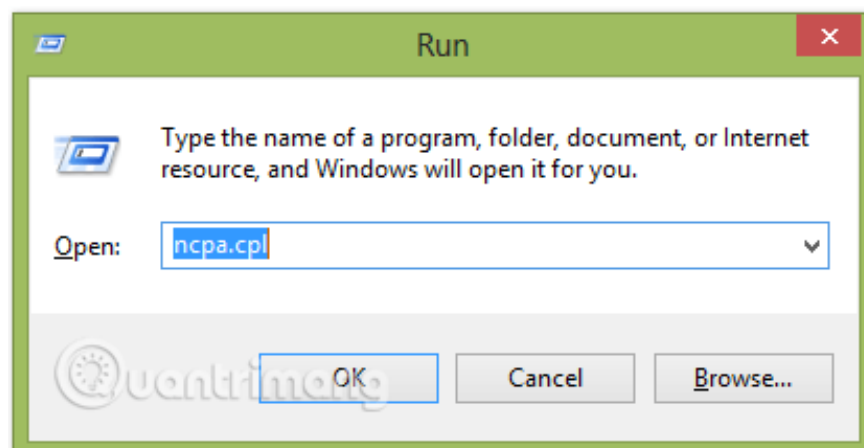 Run
Type the name of a program, folder, document, or Internet
resource, and Windows will open it for you.
Open: ncpa.cpl
Quantrimang
OK Cancel Browse...